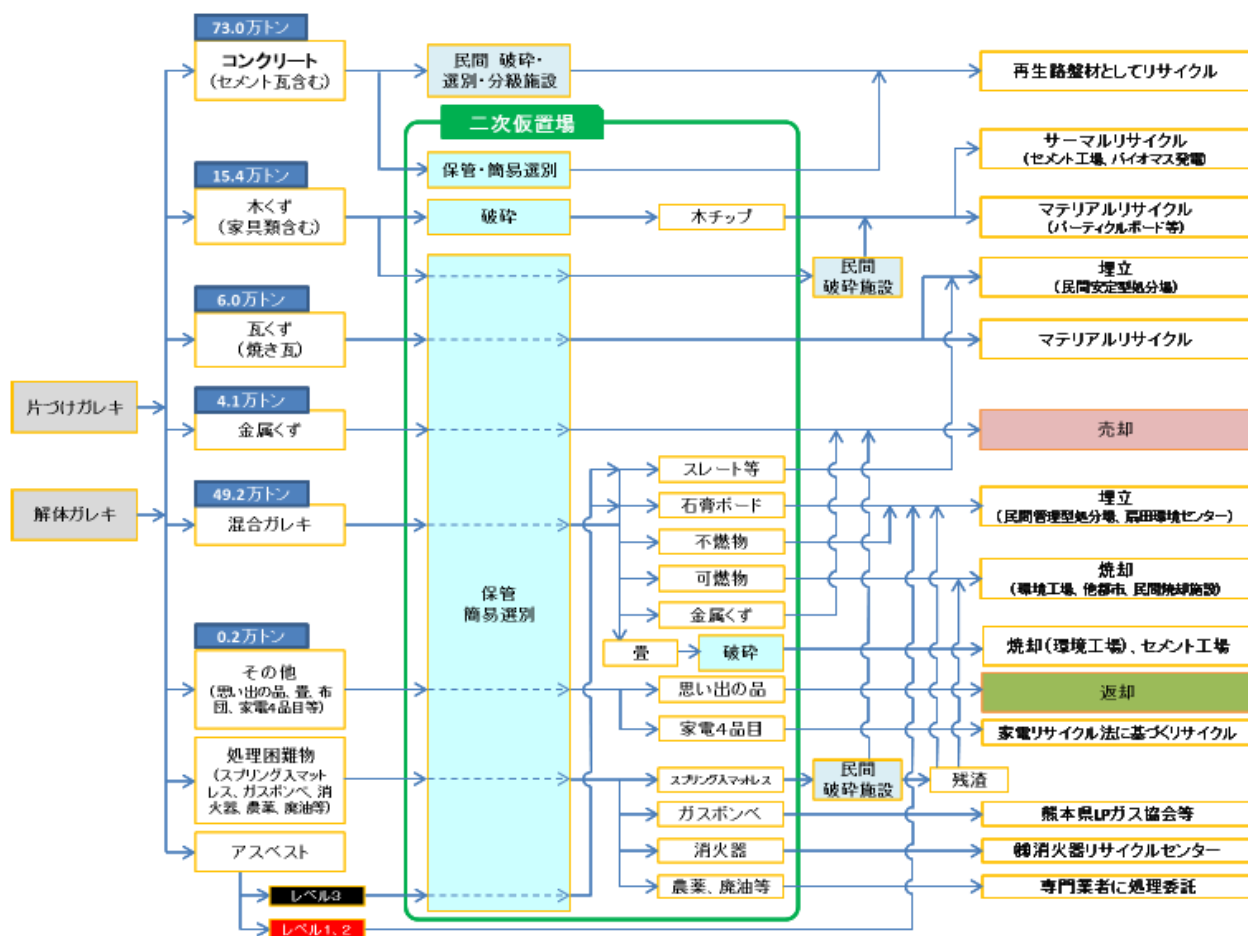 片づけガレキ
解体ガレキ
73.0万トン
コンクリート
(セメント瓦含む)
15.4万トン
木くず
(家具類含む)
6.0万トン
瓦くず
(焼き瓦)
4.1万トン
金属くず
49.2万トン
混合ガレキ
0.2万トン
その他
(思い出の品、畳、布
団、家電4品目等)
処理困難物
(スプリング入マット
レス、ガスボンベ、消
火器、農薬、廃油等)
アスベスト
レベル3
レベル1、2
民間 破砕・
選別・分級施設
二次仮置場
保管・簡易選別
破砕
木チップ
民間
破砕施設
保管
簡易選別
スレート等
石膏ボード
不燃物
可燃物
金属くず
畳
破砕
思い出の品
家電4品目
スプリング入マットレス
民間
破砕施設
残渣
ガスボンベ
消火器
農薬、廃油等
再生路盤材としてリサイクル
サーマルリサイクル
(セメント工場、バイオマス発電)
マテリアルリサイクル
(パーティクルボード等)
埋立
(民間安定型処分場)
マテリアルリサイクル
売却
埋立
(民間管理型処分場、扇田環境センター)
焼却
(環境工場、他都市、民間焼却施設)
焼却(環境工場)、セメント工場
返却
家電リサイクル法に基づくリサイクル
熊本県LPガス協会等
㈱消火器リサイクルセンター
専門業者に処理委託